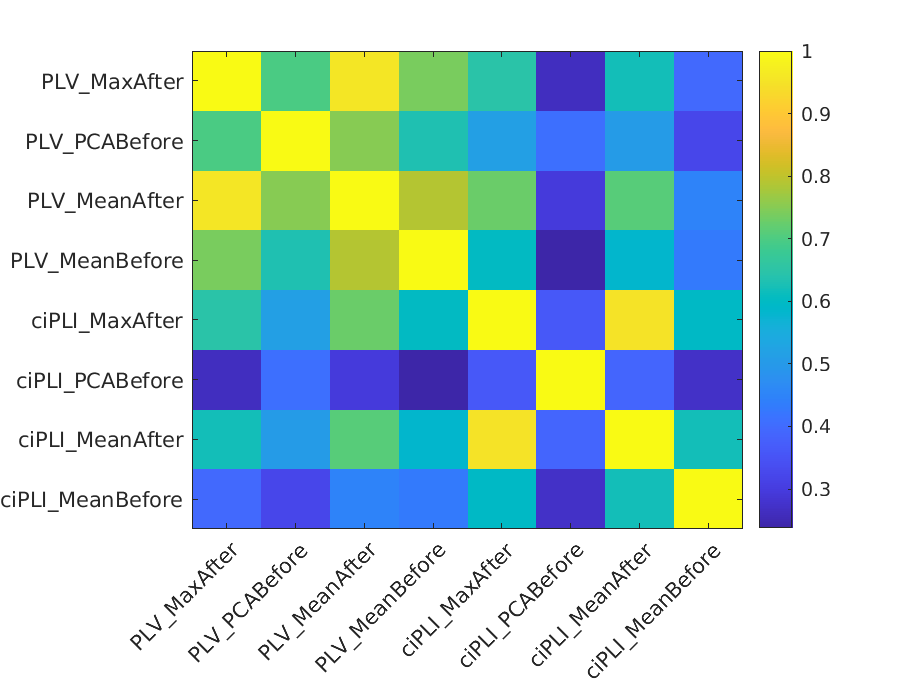 PLV_MaxAfter
PLV_PCABefore
PLV_MeanAfter
PLV_MeanBefore
ciPLI_MaxAfter
ciPLI_PCABefore
ciPLI_MeanAfter
ciPLI_MeanBefore
1
0.9
0.8
0.7
0.6
0.5
0.4
0.3
PLV_MaxAfter
PLV_PCABefore
PLV_MeanAfter
PLV_MeanBefore
ciPLI_MaxAfter
ciPLI_PCABefore
ciPLI_MeanAfter
ciPLI_MeanBefore